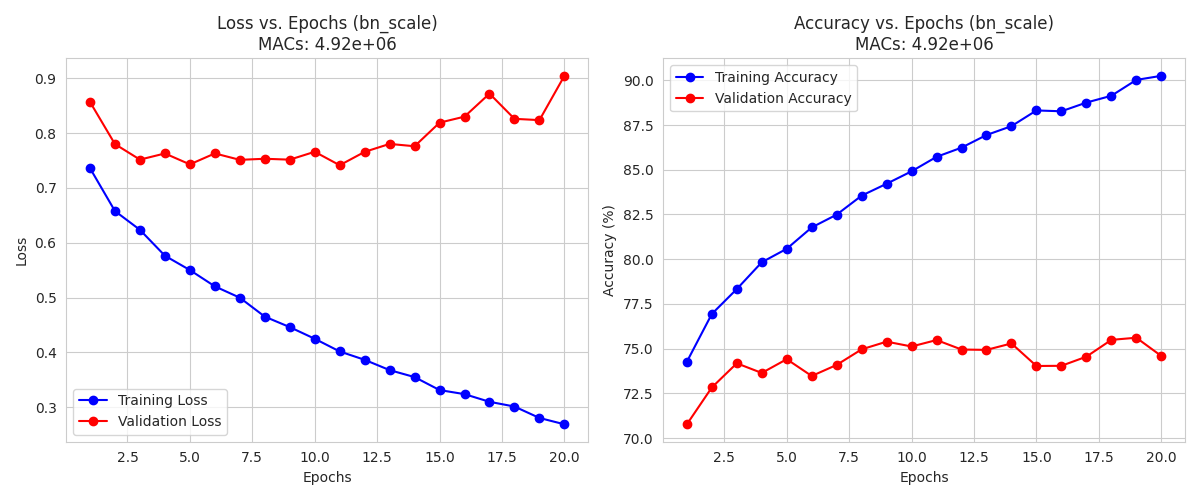 Loss vs. Epochs (bn_scale)
MACs: 4.92e+06
0.9
0.8
0.7
0.6
0.5
0.4
0.3
Loss
Training Loss
Validation Loss
2.5 5.0 7.5 10.0 12.5 15.0 17.5 20.0
Epochs
Accuracy vs. Epochs (bn_scale)
MACs: 4.92e+06
Training Accuracy
Validation Accuracy
90.0
87.5
85.0
82.5
80.0
77.5
75.0
72.5
70.0
Accuracy (%)
2.5 5.0 7.5 10.0 12.5 15.0 17.5 20.0
Epochs